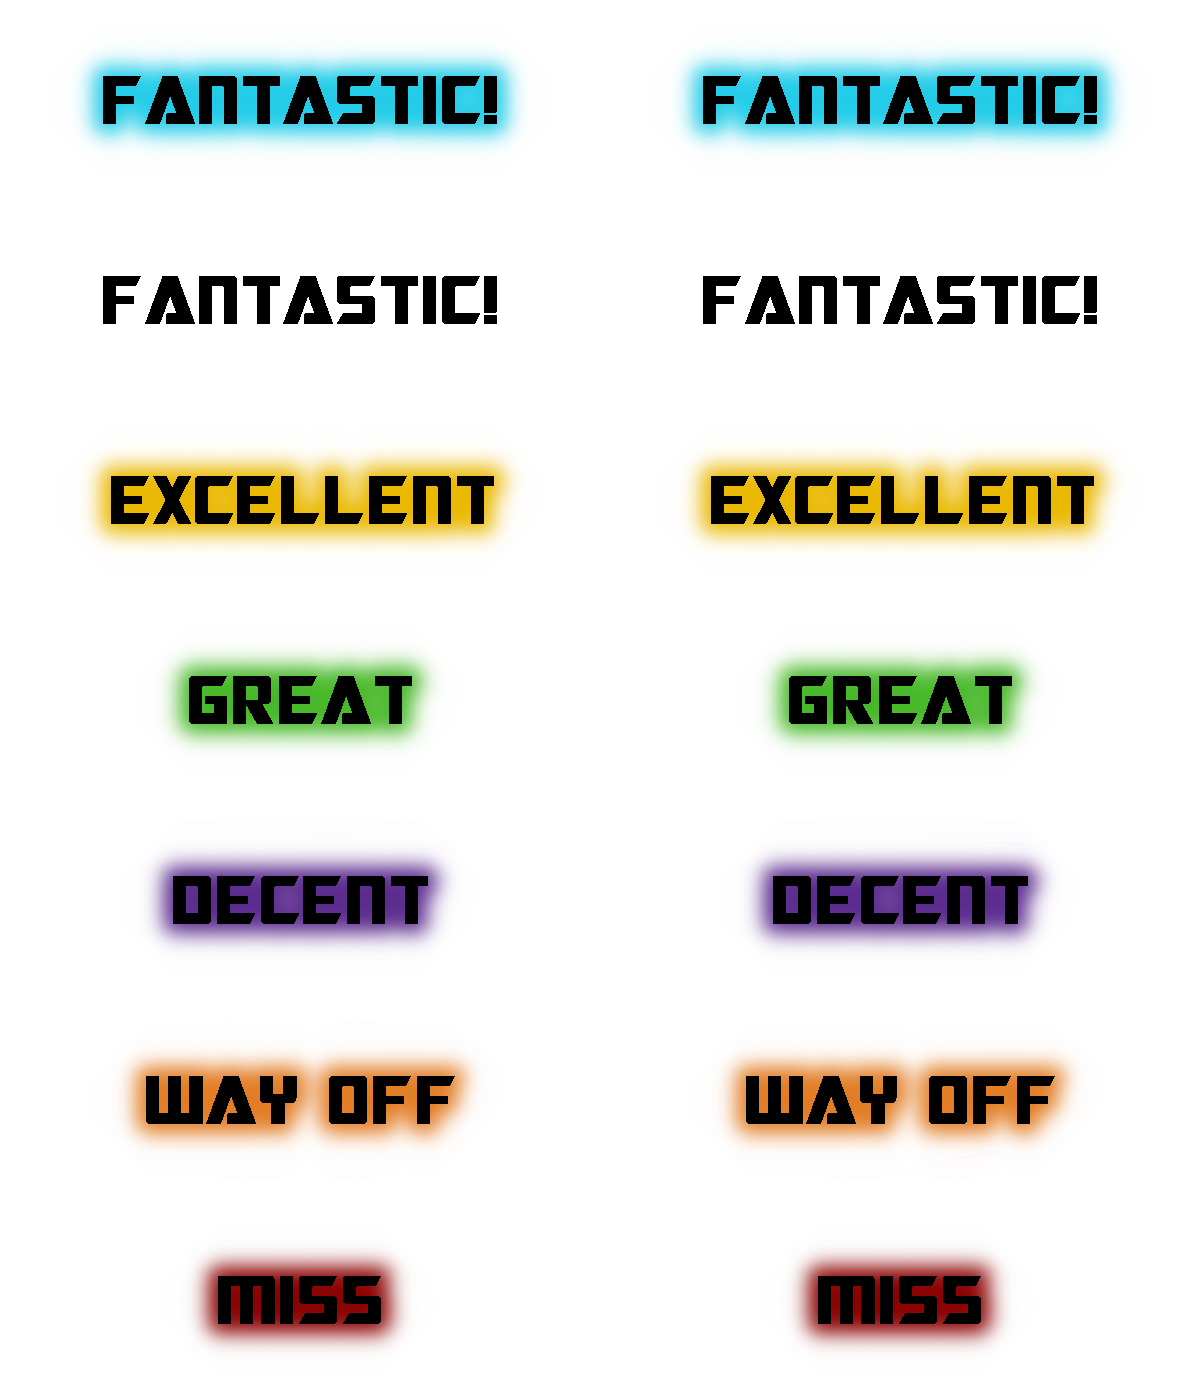 FANTASTIC! FANTASTIC!
FANTASTIC! FANTASTIC!
EXCELLENT EXCELLENT
GREAT GREAT
DECENT DECENT
WAY OFF WAY OFF
MISS MISS